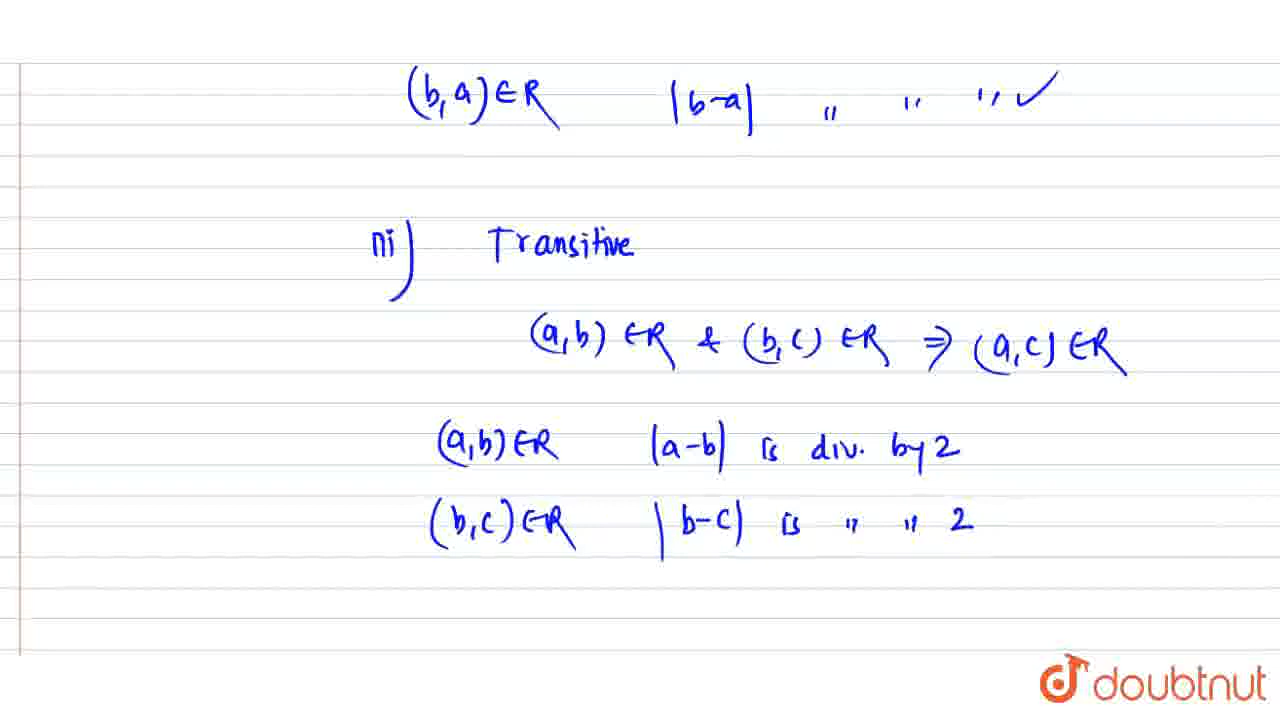 (b, a) ∈ R |b-a| " " " ✓
iii) Transitive
(a, b) ∈ R & (b, c) ∈ R ⇒ (a, c) ∈ R
(a, b) ∈ R |a-b| is div. by 2
(b, c) ∈ R |b-c| is " " 2
doubtnut